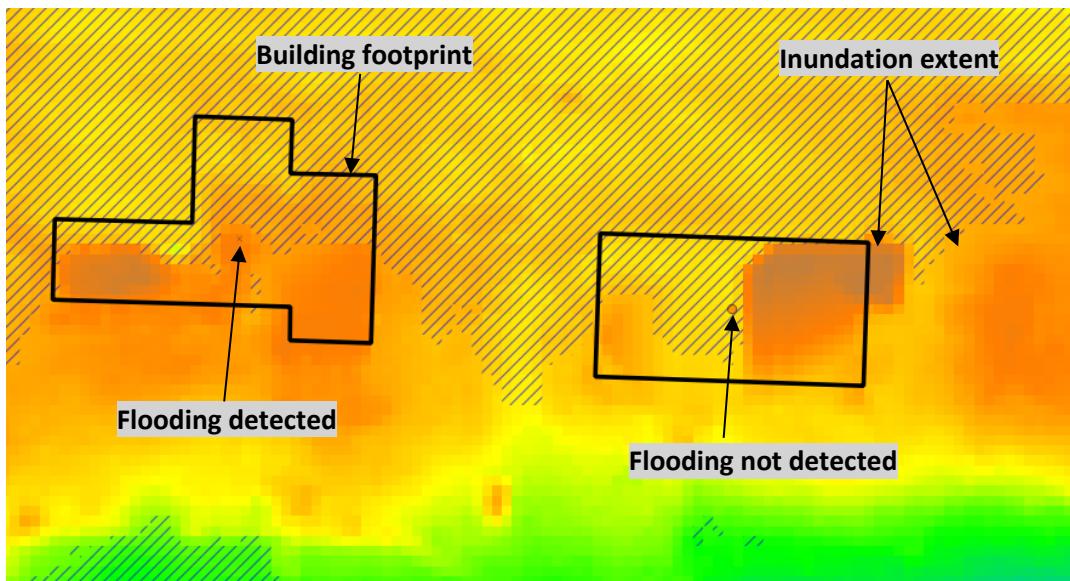 Building footprint
Inundation extent
Flooding detected
Flooding not detected